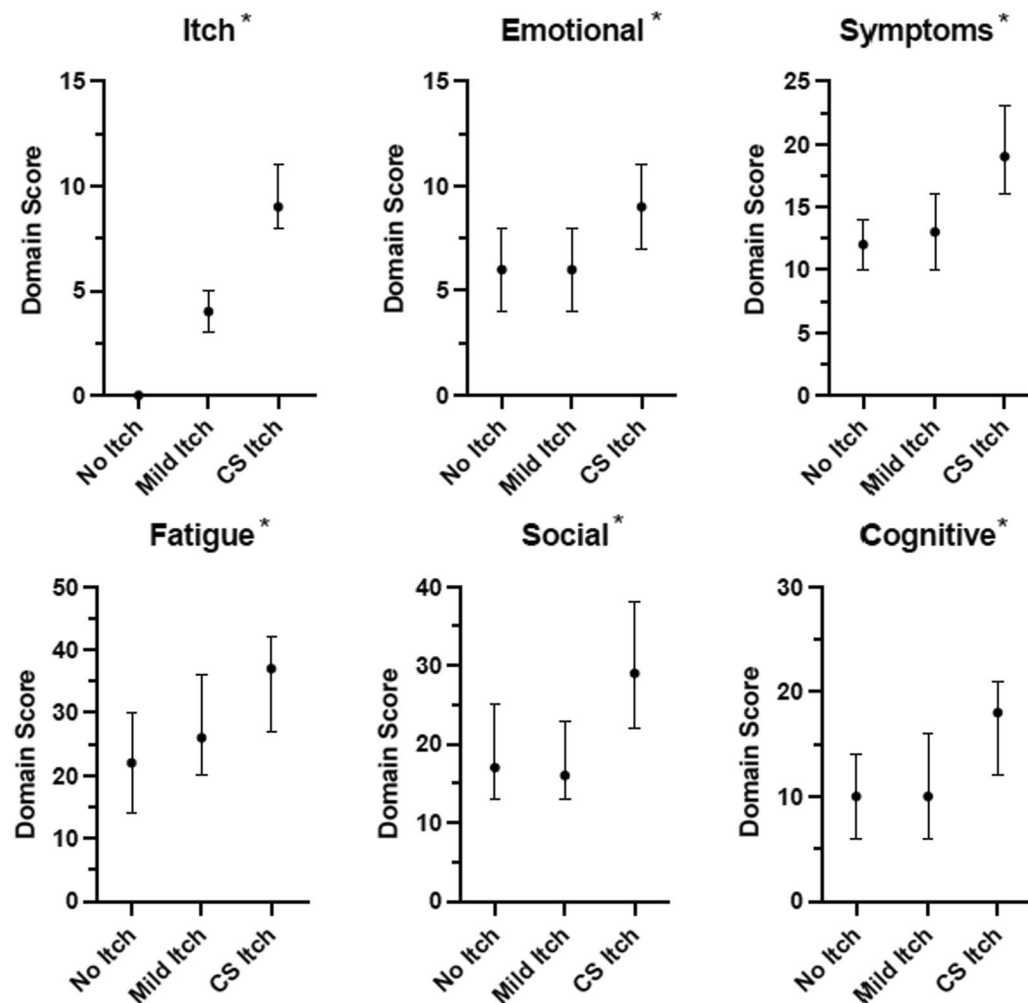 Itch *
Domain Score
15
10
5
0
No Itch
Mild Itch
CS Itch
Emotional *
Domain Score
15
10
5
0
No Itch
Mild Itch
CS Itch
Symptoms *
Domain Score
25
20
15
10
5
0
No Itch
Mild Itch
CS Itch
Fatigue *
Domain Score
50
40
30
20
10
0
No Itch
Mild Itch
CS Itch
Social *
Domain Score
40
30
20
10
0
No Itch
Mild Itch
CS Itch
Cognitive *
Domain Score
30
20
10
0
No Itch
Mild Itch
CS Itch